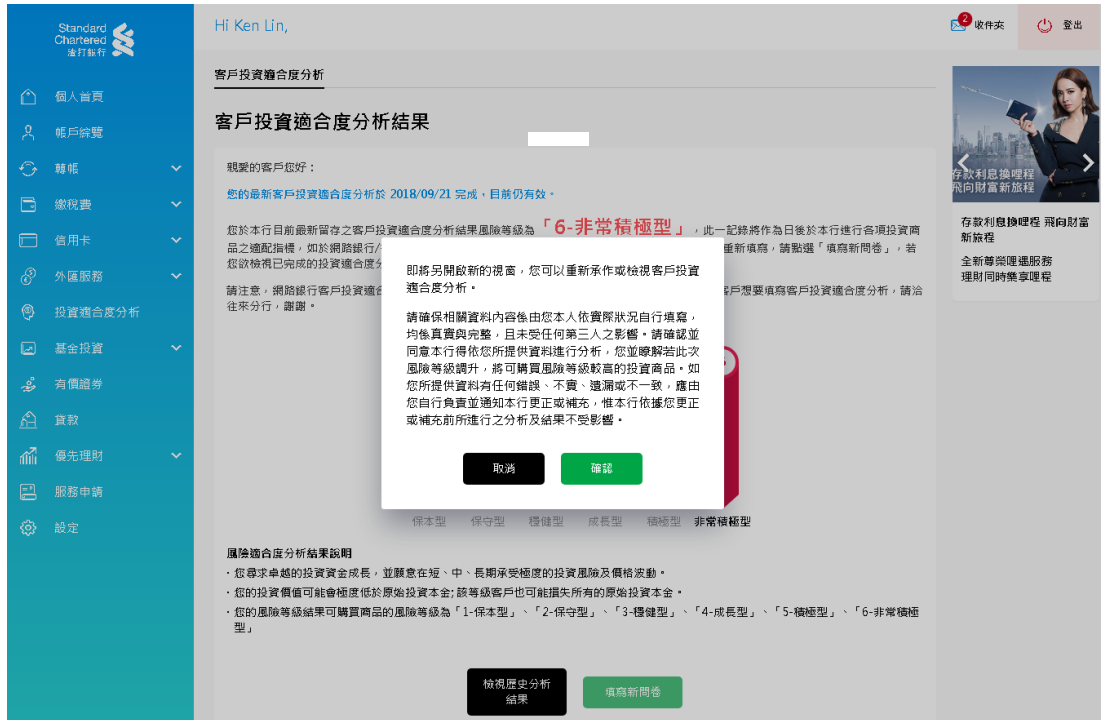 Standard
Chartered
渣打銀行
個人首頁
帳戶綜覽
轉帳
繳稅費
信用卡
外匯服務
投資適合度分析
基金投資
有價證券
貸款
優先理財
服務申請
設定
Hi Ken Lin,
2
收件夾
登出
客戶投資適合度分析
客戶投資適合度分析結果
親愛的客戶您好：
您的最新客戶投資適合度分析於 2018/09/21 完成，目前仍有效。
您於本行目前最新留存之客戶投資適合度分析結果風險等級為「6-非常積極型」，此一記錄將作為日後於本行進行各項投資商
品之適配指標，如於網路銀行/
重新填寫，請點選「填寫新問卷」，若
您欲檢視已完成的投資適合度分
請注意，網路銀行客戶投資適合
客戶想要填寫客戶投資適合度分析，請洽
往來分行，謝謝。
即將另開啟新的視窗，您可以重新承作或檢視客戶投資
適合度分析。
請確保相關資料內容係由您本人依實際狀況自行填寫，
均係真實與完整，且未受任何第三人之影響。請確認並
同意本行得依您所提供資料進行分析，您並瞭解若此次
風險等級調升，將可購買風險等級較高的投資商品。如
您所提供資料有任何錯誤、不實、遺漏或不一致，應由
您自行負責並通知本行更正或補充，惟本行依據您更正
或補充前所進行之分析及結果不受影響。
取消
確認
保本型
保守型
穩健型
成長型
積極型
非常積極型
風險適合度分析結果說明
・您尋求卓越的投資資金成長，並願意在短、中、長期承受極度的投資風險及價格波動。
・您的投資價值可能會極度低於原始投資本金;該等級客戶也可能損失所有的原始投資本金。
・您的風險等級結果可購買商品的風險等級為「1-保本型」、「2-保守型」、「3-穩健型」、「4-成長型」、「5-積極型」、「6-非常積極
型」
檢視歷史分析
結果
填寫新問卷
存款利息換哩程
飛向財富新旅程
存款利息換哩程 飛向財富
新旅程
全新尊榮哩遇服務
理財同時樂享哩程